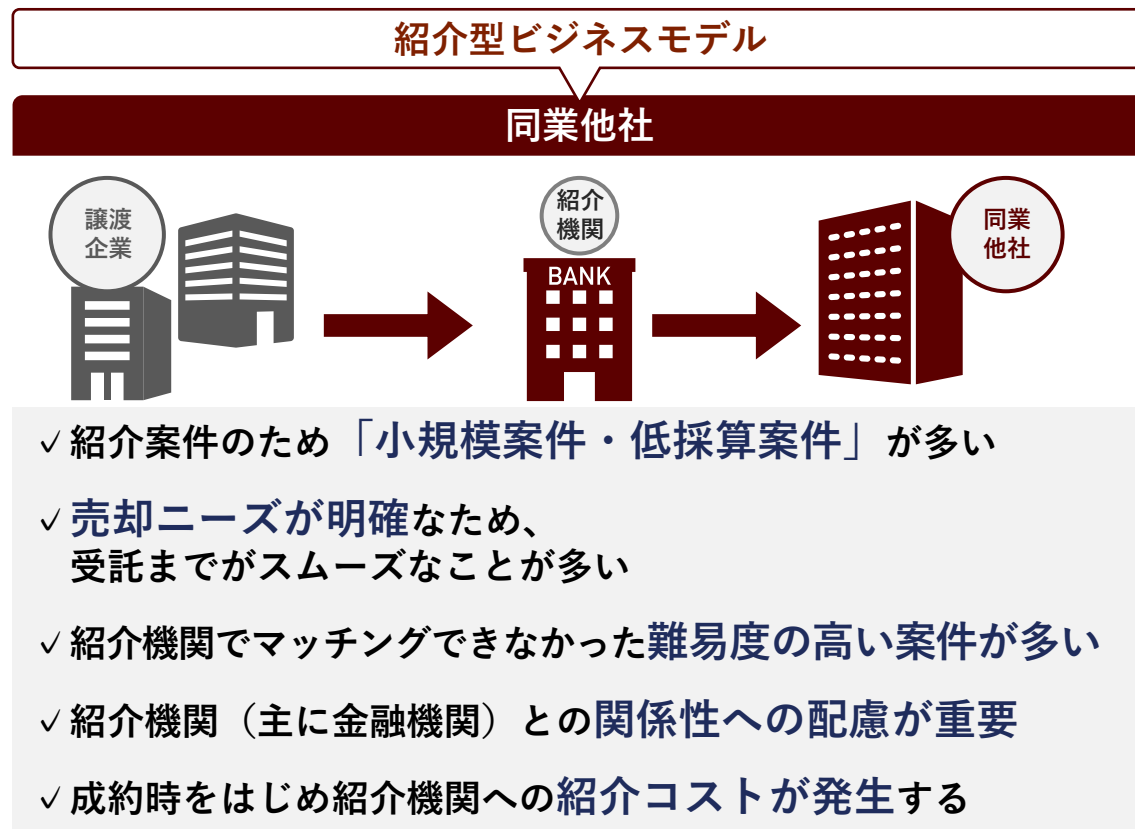 紹介型ビジネスモデル
同業他社
譲渡
企業
紹介
機関
BANK
同業
他社
✓紹介案件のため「小規模案件・低採算案件」が多い
✓売却ニーズが明確なため、
受託までがスムーズなことが多い
✓紹介機関でマッチングできなかった難易度の高い案件が多い
✓紹介機関（主に金融機関）との関係性への配慮が重要
✓成約時をはじめ紹介機関への紹介コストが発生する